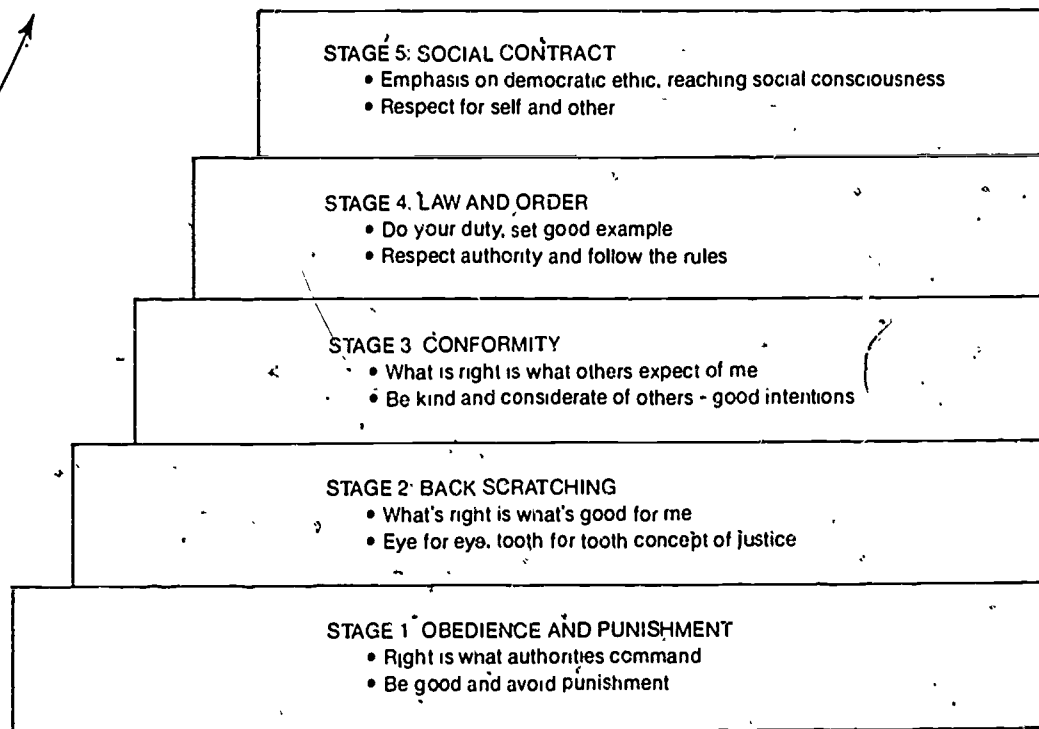 STAGE 5: SOCIAL CONTRACT
• Emphasis on democratic ethic, reaching social consciousness
• Respect for self and other
STAGE 4. LAW AND ORDER
• Do your duty, set good example
• Respect authority and follow the rules
STAGE 3 CONFORMITY
• What is right is what others expect of me
• Be kind and considerate of others - good intentions
STAGE 2: BACK SCRATCHING
• What's right is what's good for me
• Eye for eye, tooth for tooth concept of justice
STAGE 1 OBEDIENCE AND PUNISHMENT
• Right is what authorities command
• Be good and avoid punishment